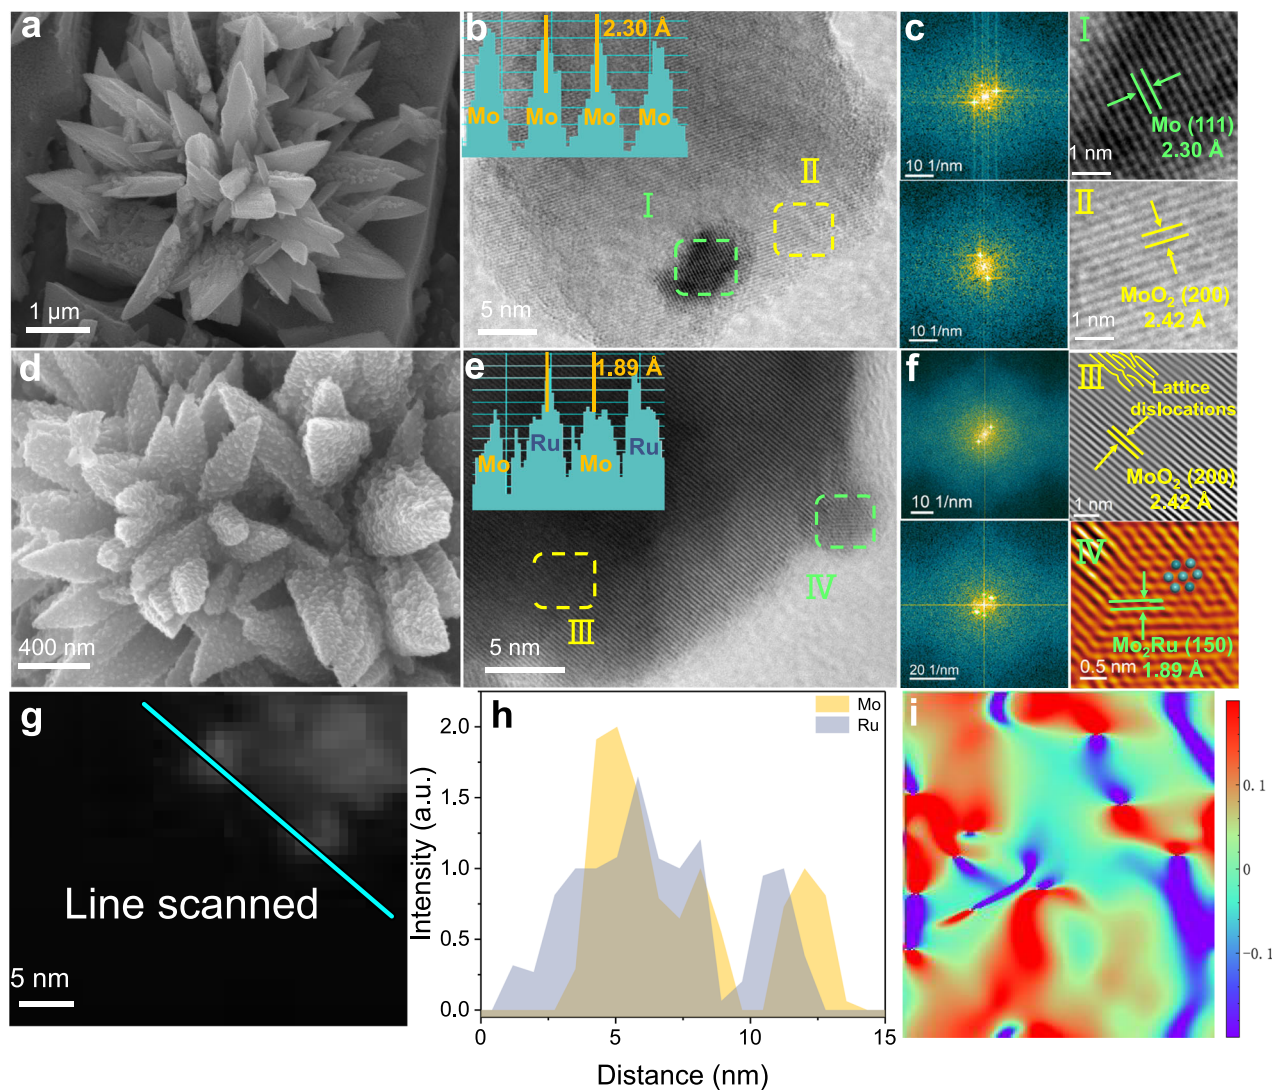 a
1 µm
b
2.30 Å
Mo
Mo
Mo
Mo
I
II
5 nm
c
10 1/nm
I
Mo (111)
2.30 Å
1 nm
10 1/nm
II
MoO₂ (200)
2.42 Å
1 nm
d
400 nm
e
1.89 Å
Mo
Ru
Mo
Ru
III
IV
5 nm
f
10 1/nm
III
Lattice
dislocations
MoO₂ (200)
2.42 Å
1 nm
20 1/nm
IV
Mo₂Ru (150)
1.89 Å
0.5 nm
g
Line scanned
5 nm
h
Mo
Ru
Intensity (a.u.)
2.0
1.5
1.0
0.5
0.0
0
5
10
15
Distance (nm)
i
0.1
0
-0.1